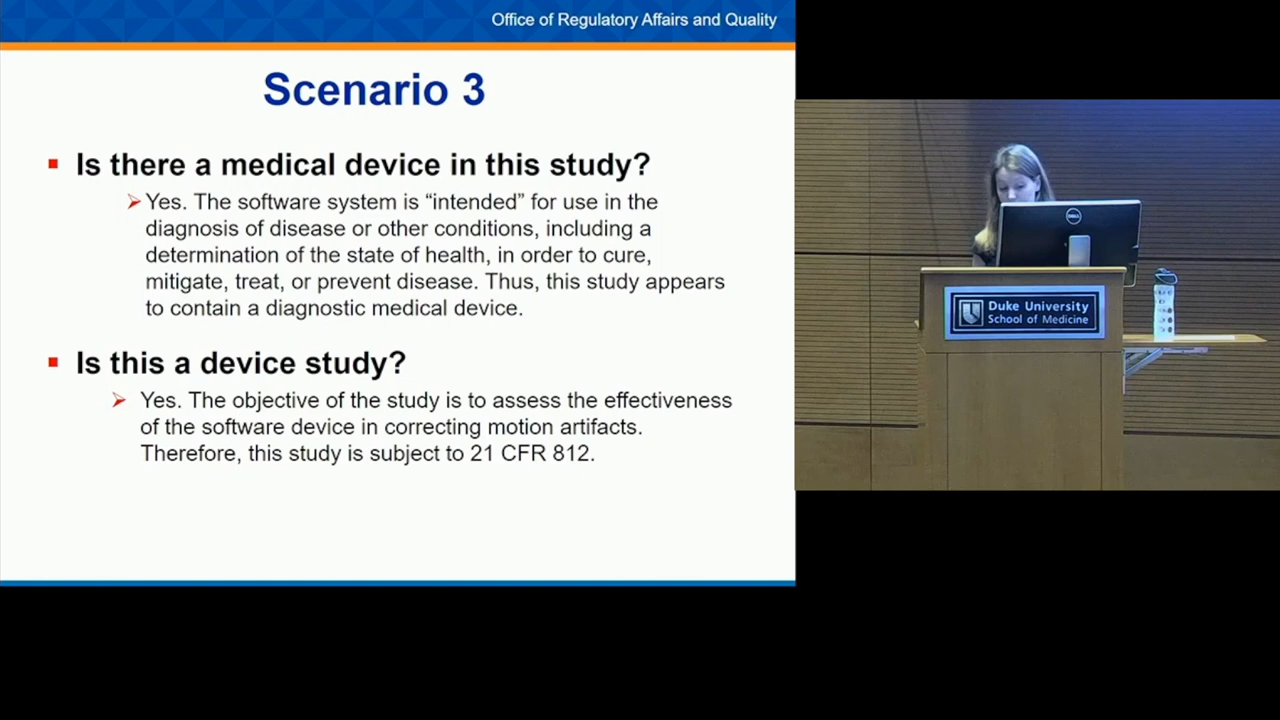 Office of Regulatory Affairs and Quality
Scenario 3
Is there a medical device in this study?
Yes. The software system is “intended” for use in the
diagnosis of disease or other conditions, including a
determination of the state of health, in order to cure,
mitigate, treat, or prevent disease. Thus, this study appears
to contain a diagnostic medical device.
Is this a device study?
Yes. The objective of the study is to assess the effectiveness
of the software device in correcting motion artifacts.
Therefore, this study is subject to 21 CFR 812.
DELL
Duke University
School of Medicine